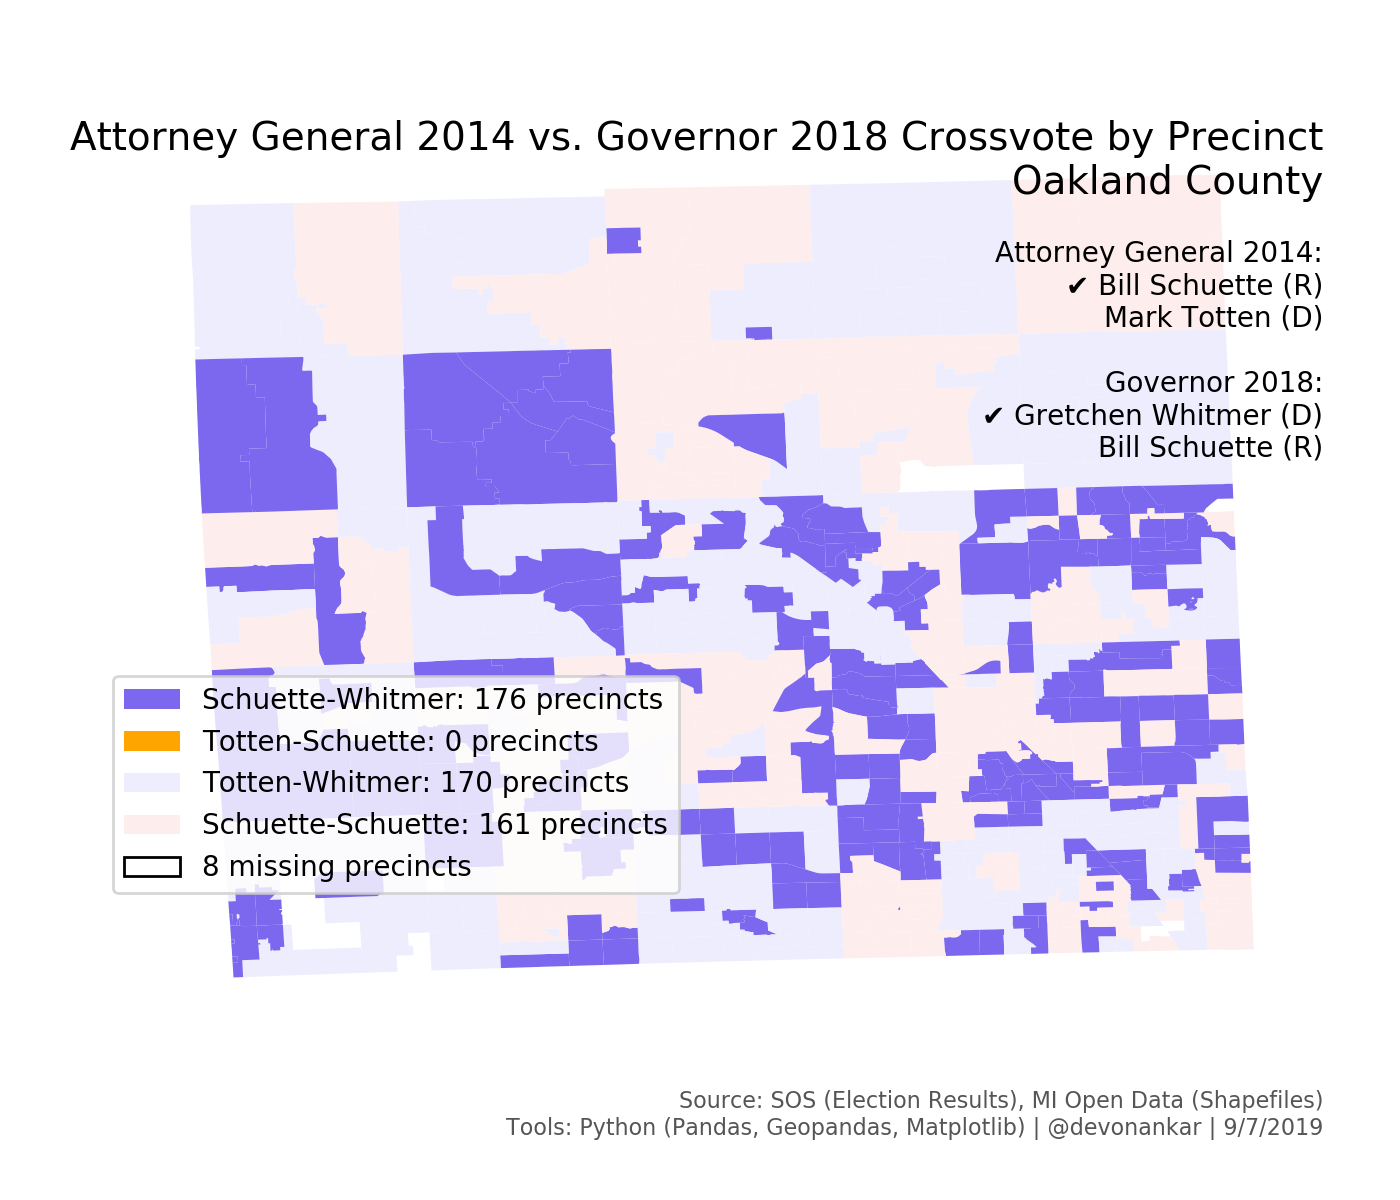 Attorney General 2014 vs. Governor 2018 Crossvote by Precinct
Oakland County
Attorney General 2014:
✔ Bill Schuette (R)
Mark Totten (D)
Governor 2018:
✔ Gretchen Whitmer (D)
Bill Schuette (R)
Schuette-Whitmer: 176 precincts
Totten-Schuette: 0 precincts
Totten-Whitmer: 170 precincts
Schuette-Schuette: 161 precincts
8 missing precincts
Source: SOS (Election Results), MI Open Data (Shapefiles)
Tools: Python (Pandas, Geopandas, Matplotlib) | @devonankar | 9/7/2019